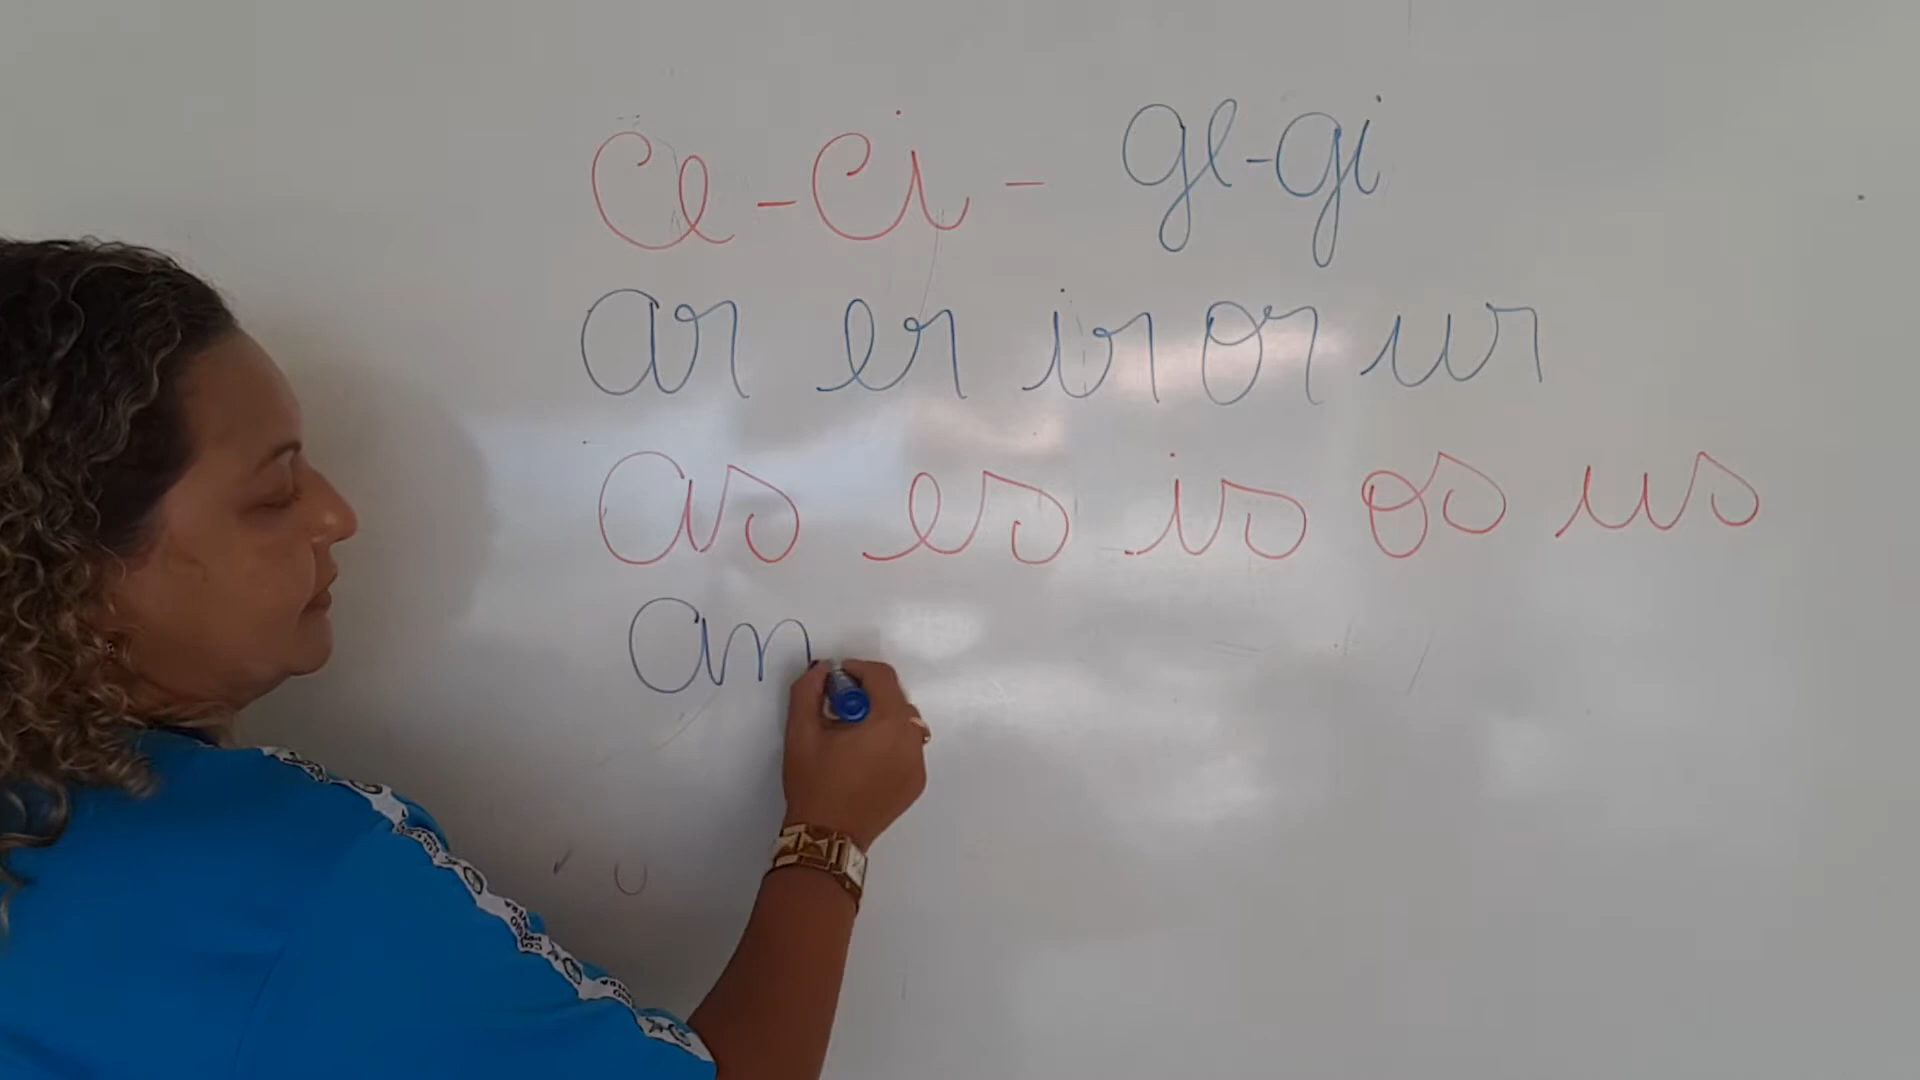 Ce - Ci - ge - gi
ar er ir or ur
as es is os us
an